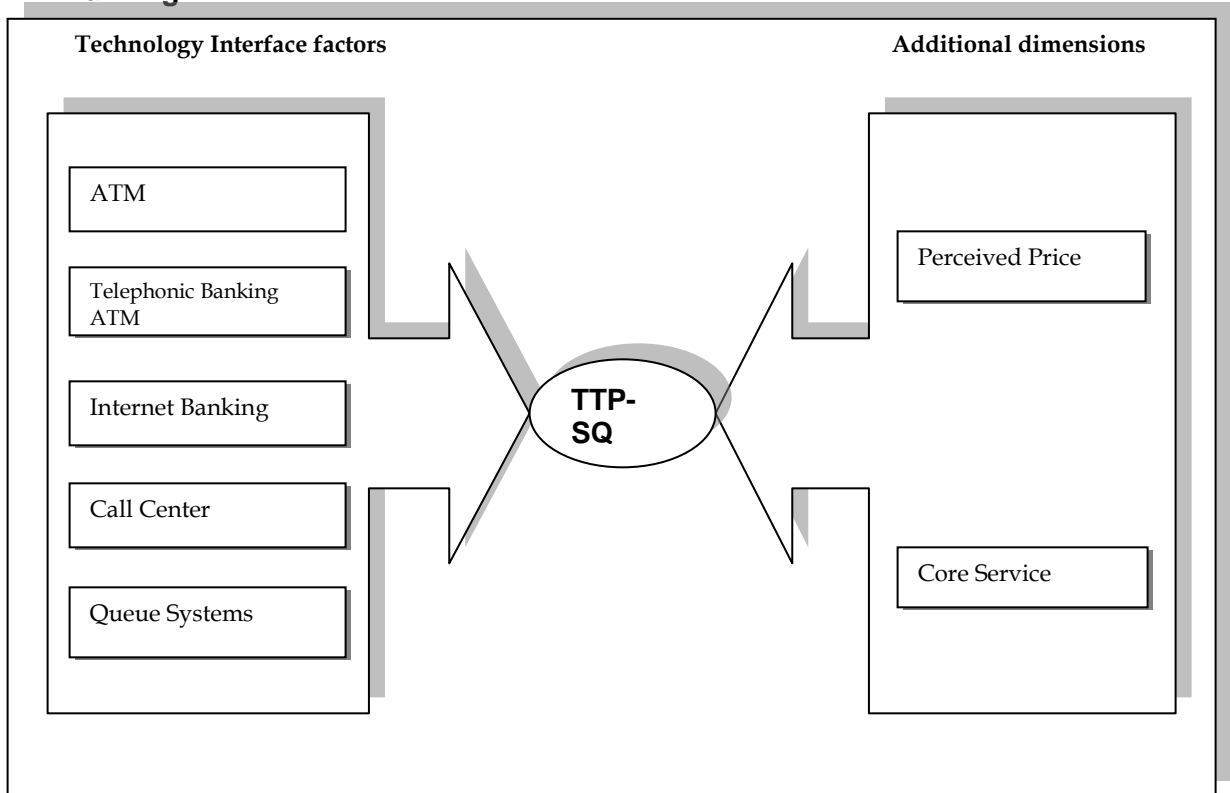 Technology Interface factors
Additional dimensions
ATM
Telephonic Banking
ATM
Internet Banking
Call Center
Queue Systems
TTP-
SQ
Perceived Price
Core Service